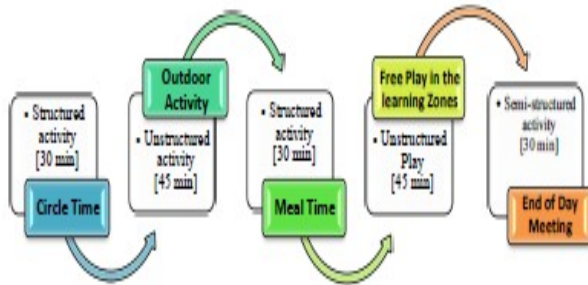 • Structured
activity
[30 min]
Circle Time
Outdoor
Activity
• Unstructured
activity
[45 min]
• Structured
activity
[30 min]
Meal Time
Free Play in the
learning Zones
• Unstructured
Play
[45 min]
• Semi-structured
activity
[30 min]
End of Day
Meeting